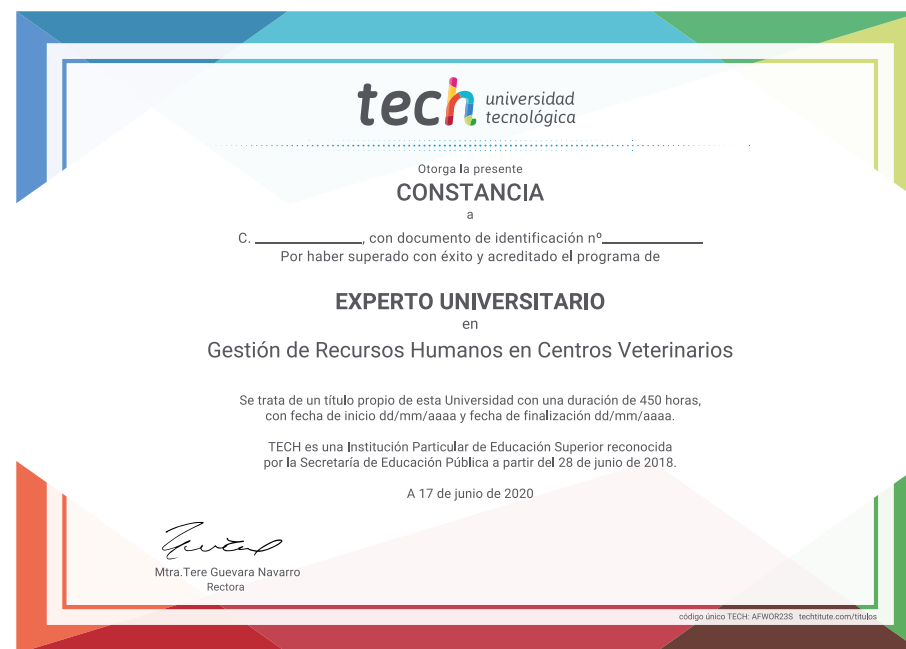 tech universidad
tecnológica
Otorga la presente
CONSTANCIA
a
C. ____________, con documento de identificación nº____________
Por haber superado con éxito y acreditado el programa de
EXPERTO UNIVERSITARIO
en
Gestión de Recursos Humanos en Centros Veterinarios
Se trata de un título propio de esta Universidad con una duración de 450 horas,
con fecha de inicio dd/mm/aaaa y fecha de finalización dd/mm/aaaa.
TECH es una Institución Particular de Educación Superior reconocida
por la Secretaría de Educación Pública a partir del 28 de junio de 2018.
A 17 de junio de 2020
Mtra.Tere Guevara Navarro
Rectora
código único TECH: AFWOR23S techtitute.com/titulos